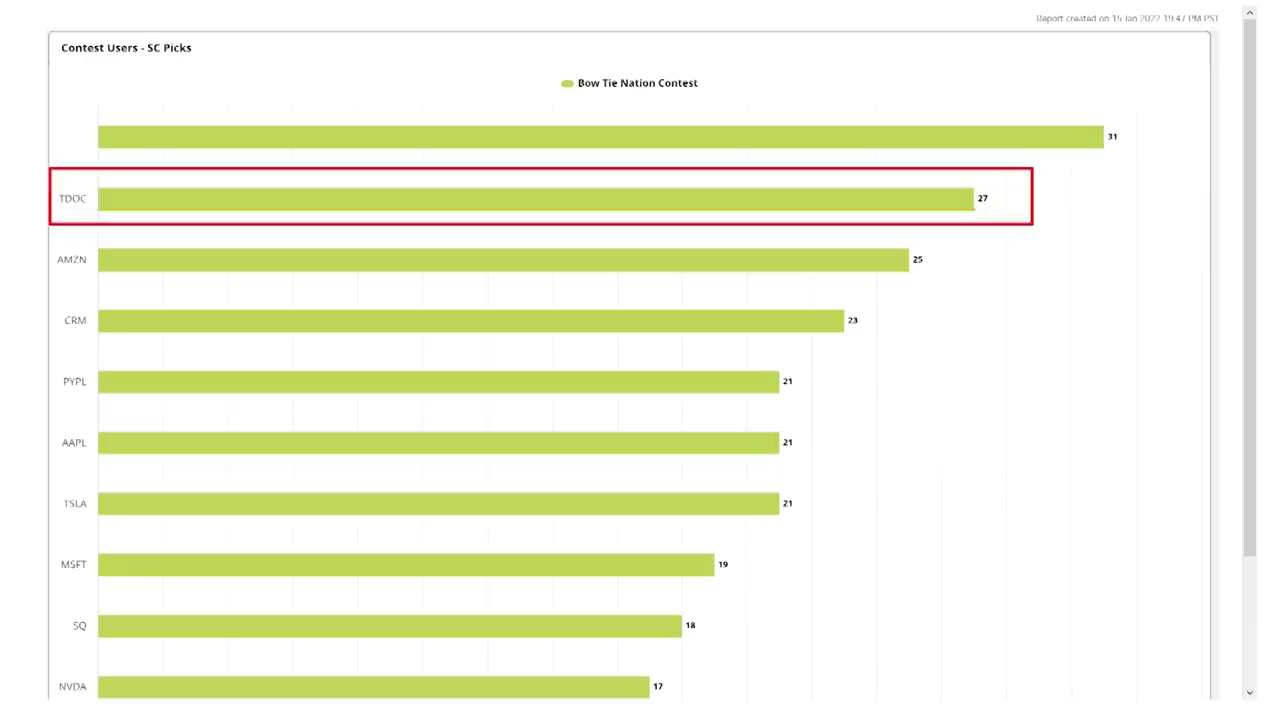 Report created on 15 Jan 2022 19:47 PM PST
Contest Users - SC Picks
Bow Tie Nation Contest
31
TDOC 27
AMZN 25
CRM 23
PYPL 21
AAPL 21
TSLA 21
MSFT 19
SQ 18
NVDA 17